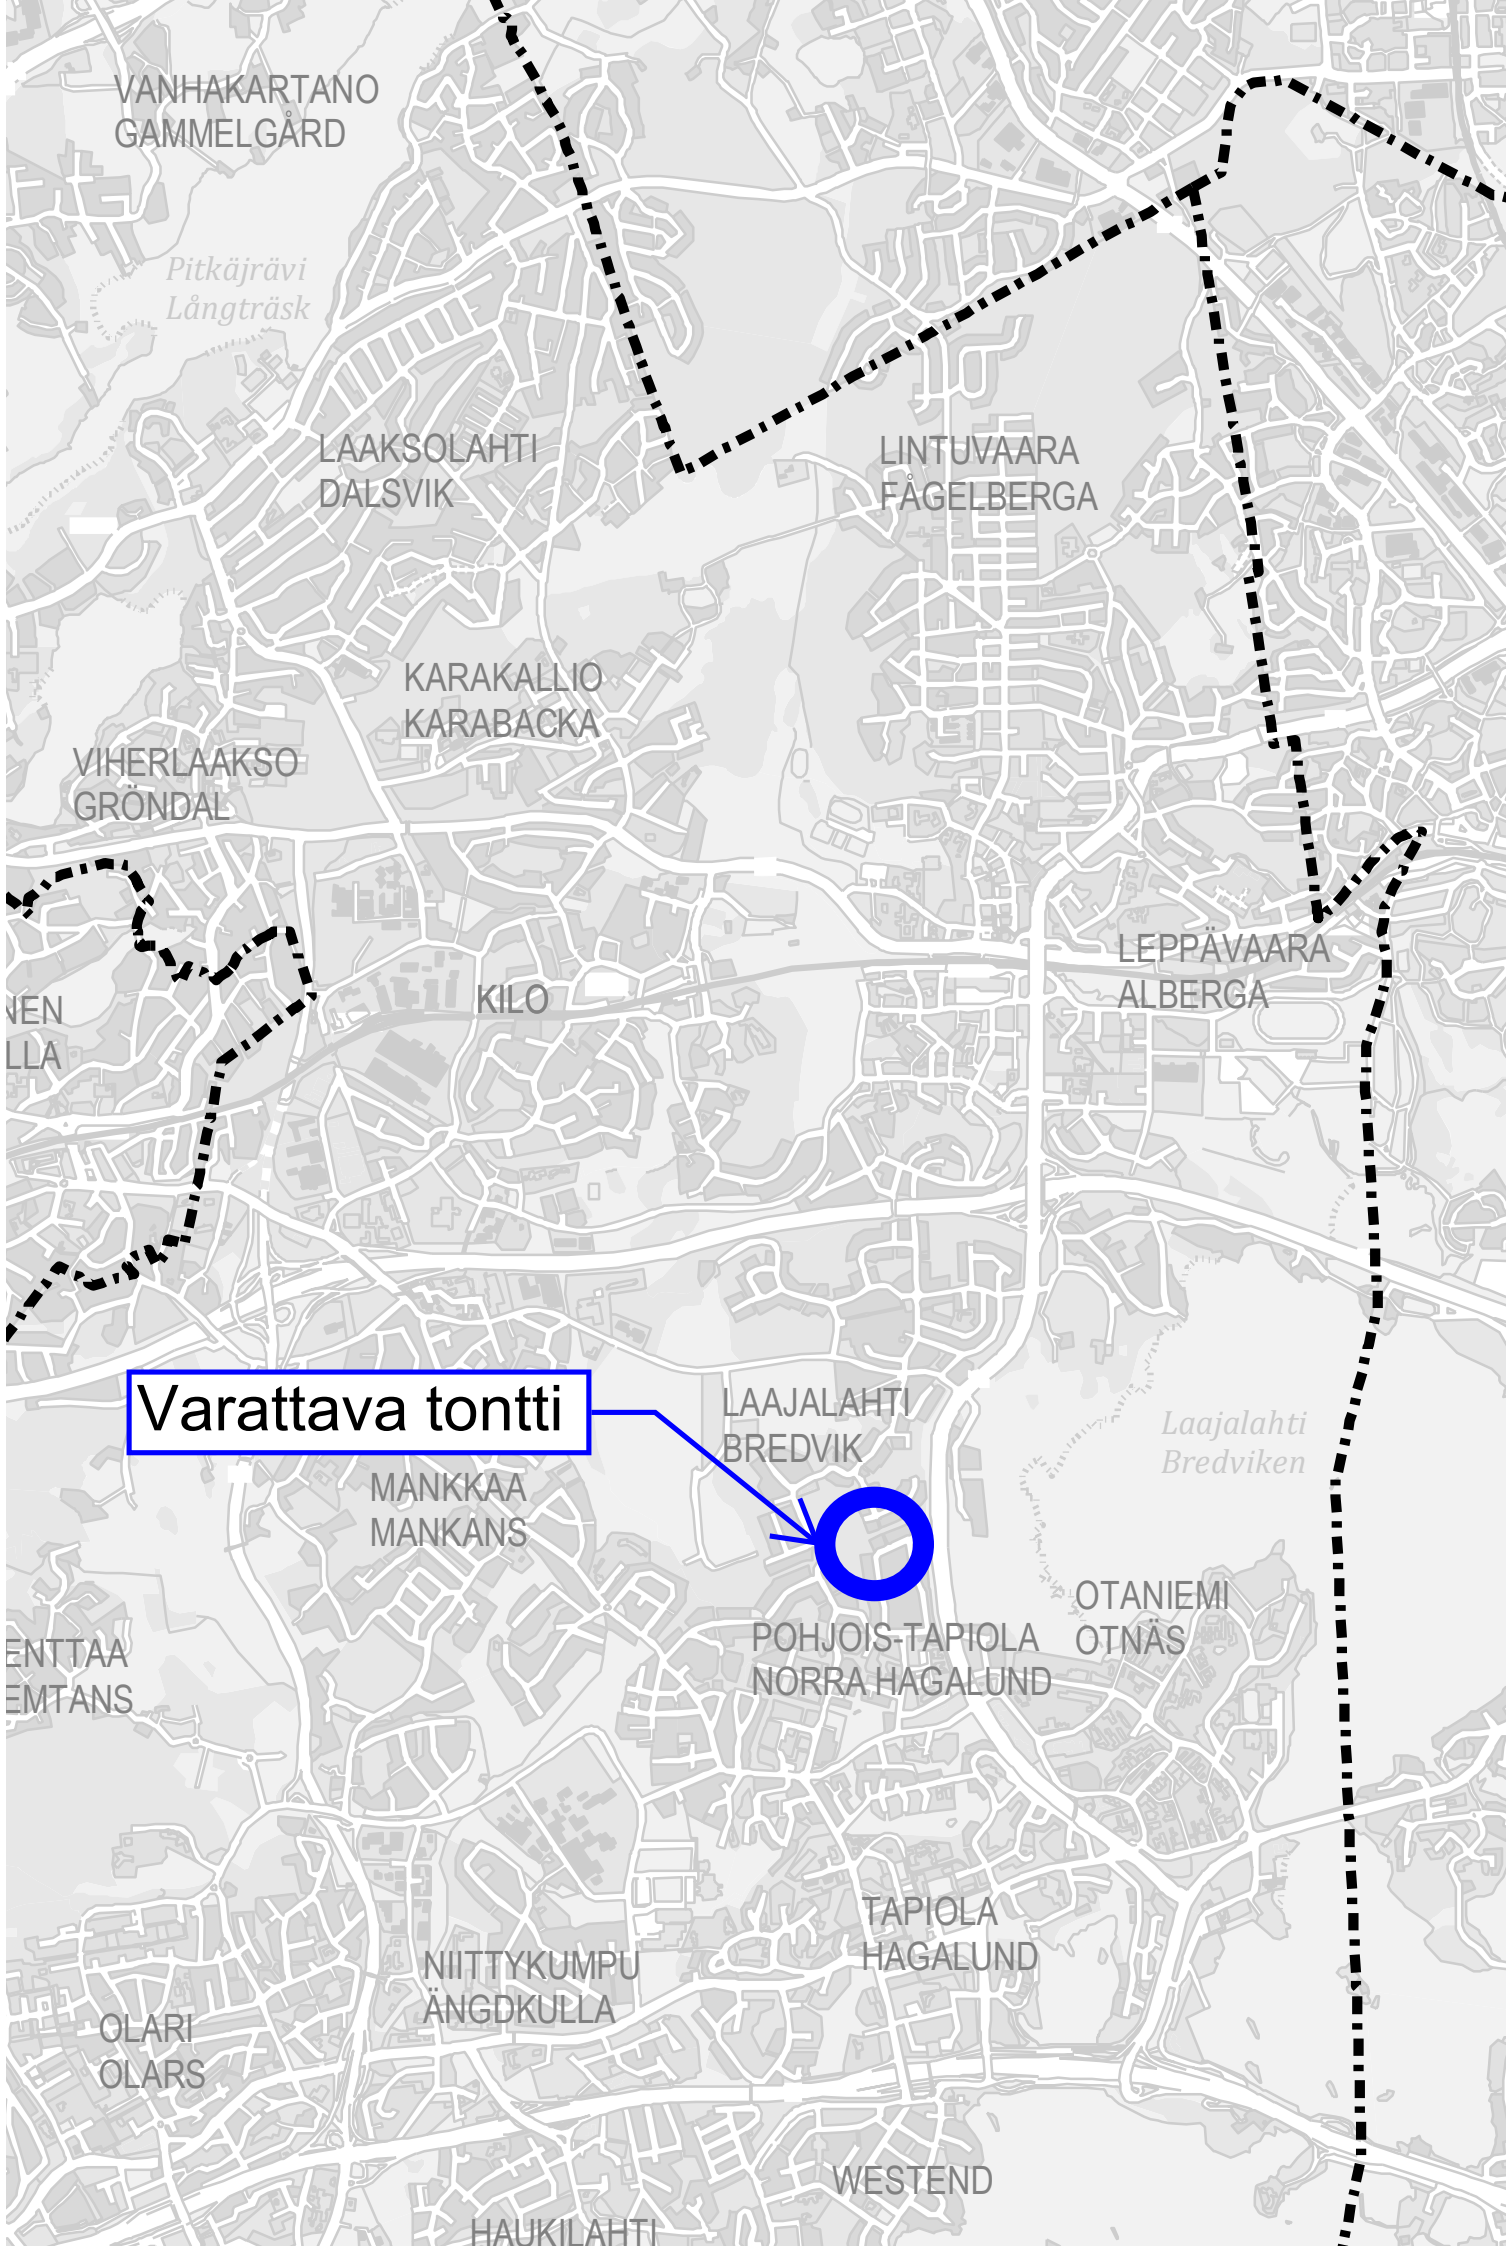 VANHAKARTANO
GAMMELGÅRD
Pitkäjrävi
Långträsk
LAAKSOLAHTI
DALSVIK
LINTUVAARA
FÅGELBERGA
KARAKALLIO
KARABACKA
VIHERLAAKSO
GRÖNDAL
LEPPÄVAARA
ALBERGA
KILO
NEN
LLA
Varattava tontti
LAAJALAHTI
BREDVIK
Laajalahti
Bredviken
MANKKAA
MANKANS
OTANIEMI
OTNÄS
POHJOIS-TAPIOLA
NORRA HAGALUND
ENTTAA
EMTANS
TAPIOLA
HAGALUND
NIITTYKUMPU
ÄNGDKULLA
OLARI
OLARS
WESTEND
HAUKILAHTI